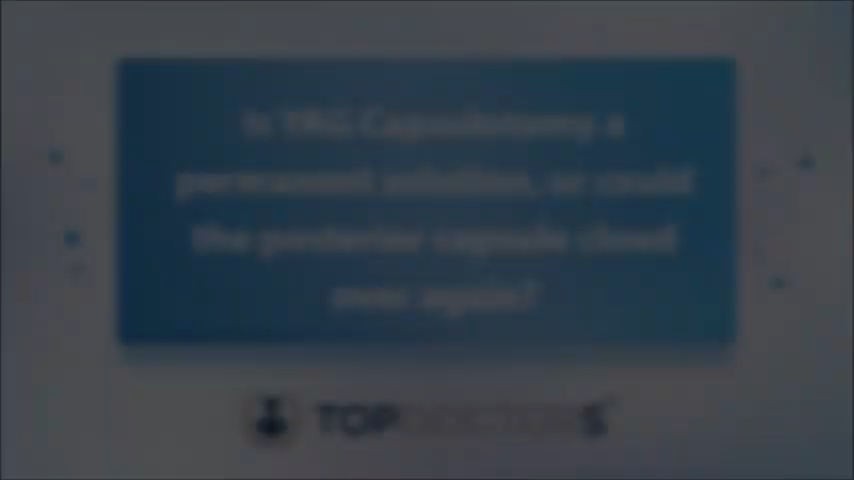 Is YAG Capsulotomy a
permanent solution, or could
the posterior capsule cloud
over again?
TOPDOCTORS